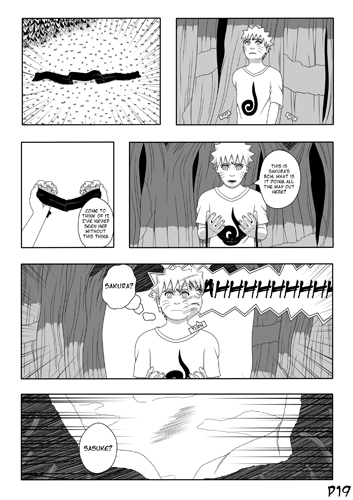 THIS IS
SAKURA'S
BOW, WHAT IS
IT DOING ALL
THE WAY OUT
HERE?
COME TO
THINK OF IT,
I'VE NEVER
SEEN HER
WITHOUT
THIS THING
SAKURA?
HHHHHHHHH
SASUKE?
P19